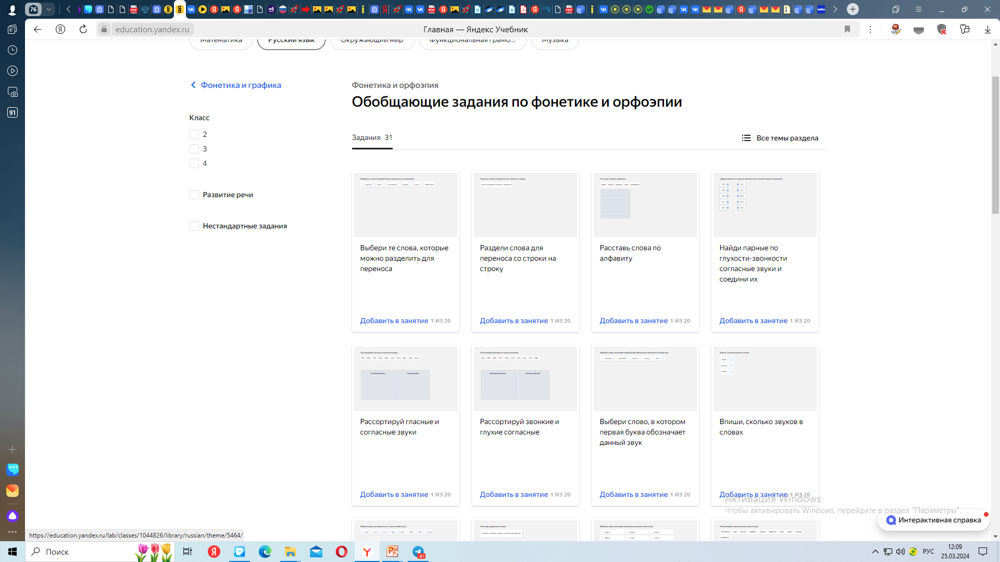 76
education.yandex.ru
Главная — Яндекс Учебник
91
Математика
Русский язык
Окружающий мир
Функциональная грамо...
Музыка
Фонетика и графика
Класс
2
3
4
Развитие речи
Нестандартные задания
Фонетика и орфоэпия
Обобщающие задания по фонетике и орфоэпии
Задания 31
Все темы раздела
Выбери те слова, которые
можно разделить для
переноса
Добавить в занятие 1 ИЗ 20
Раздели слова для
переноса со строки на
строку
Добавить в занятие 1 ИЗ 20
Расставь слова по
алфавиту
Добавить в занятие 1 ИЗ 20
Найди парные по
глухости-звонкости
согласные звуки и
соедини их
Добавить в занятие 1 ИЗ 20
Рассортируй гласные и
согласные звуки
Добавить в занятие 1 ИЗ 20
Рассортируй звонкие и
глухие согласные
Добавить в занятие 1 ИЗ 20
Выбери слово, в котором
первая буква обозначает
данный звук
Добавить в занятие 1 ИЗ 20
Впиши, сколько звуков в
словах
Добавить в занятие 1 ИЗ 20
Активация Windows
Чтобы активировать Windows, перейдите в раздел "Параметры".
Интерактивная справка
https://education.yandex.ru/lab/classes/1044826/library/russian/theme/5464/
Поиск
81
РУС
12:09
25.03.2024